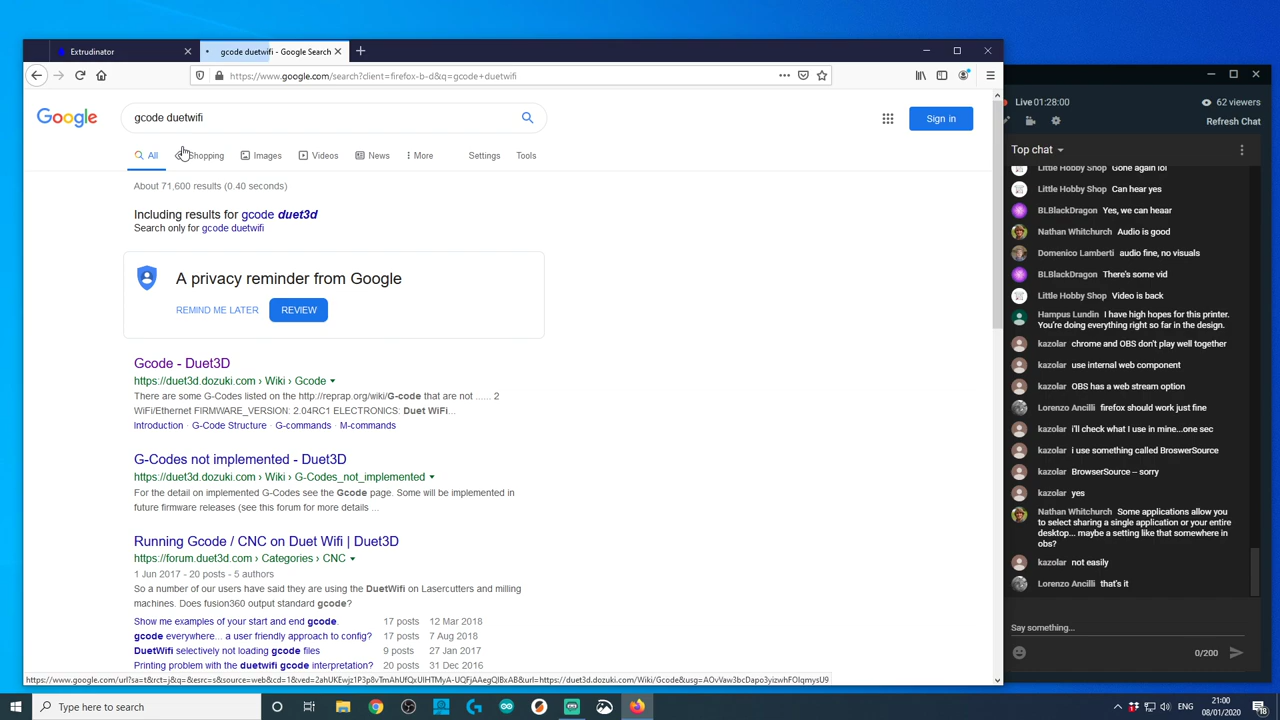 Extrudinator
gcode duetwifi - Google Search
https://www.google.com/search?client=firefox-b-d&q=gcode+duetwifi
Google
gcode duetwifi
Sign in
All
Shopping
Images
Videos
News
More
Settings
Tools
About 71,600 results (0.40 seconds)
Including results for gcode duet3d
Search only for gcode duetwifi
A privacy reminder from Google
REMIND ME LATER
REVIEW
Gcode - Duet3D
https://duet3d.dozuki.com › Wiki › Gcode
There are some G-Codes listed on the http://reprap.org/wiki/G-code that are not ...... 2
WiFi/Ethernet FIRMWARE_VERSION: 2.04RC1 ELECTRONICS: Duet WiFi...
Introduction · G-Code Structure · G-commands · M-commands
G-Codes not implemented - Duet3D
https://duet3d.dozuki.com › Wiki › G-Codes_not_implemented
For the detail on implemented G-Codes see the Gcode page. Some will be implemented in
future firmware releases (see this forum for more details ...
Running Gcode / CNC on Duet Wifi | Duet3D
https://forum.duet3d.com › Categories › CNC
1 Jun 2017 - 20 posts - 5 authors
So a number of our users have said they are using the DuetWifi on Lasercutters and milling
machines. Does fusion360 output standard gcode?
Show me examples of your start and end gcode. 17 posts 12 Mar 2018
gcode everywhere... a user friendly approach to config? 17 posts 7 Aug 2018
DuetWifi selectively not loading gcode files 9 posts 27 Jan 2017
Printing problem with the duetwifi gcode interpretation? 20 posts 31 Dec 2016
Live 01:28:00
62 viewers
Refresh Chat
Top chat
Little Hobby Shop Gone again lol
Little Hobby Shop Can hear yes
BLBlackDragon Yes, we can heaar
Nathan Whitchurch Audio is good
Domenico Lamberti audio fine, no visuals
BLBlackDragon There's some vid
Little Hobby Shop Video is back
Hampus Lundin I have high hopes for this printer.
You're doing everything right so far in the design.
kazolar chrome and OBS don't play well together
kazolar use internal web component
kazolar OBS has a web stream option
Lorenzo Ancilli firefox should work just fine
kazolar i'll check what I use in mine...one sec
kazolar i use something called BroswerSource
kazolar BrowserSource -- sorry
kazolar yes
Nathan Whitchurch Some applications allow you
to select sharing a single application or your entire
desktop... maybe a setting like that somewhere in
obs?
kazolar not easily
Lorenzo Ancilli that's it
Say something...
0/200
Type here to search
ENG
21:00
08/01/2020
18